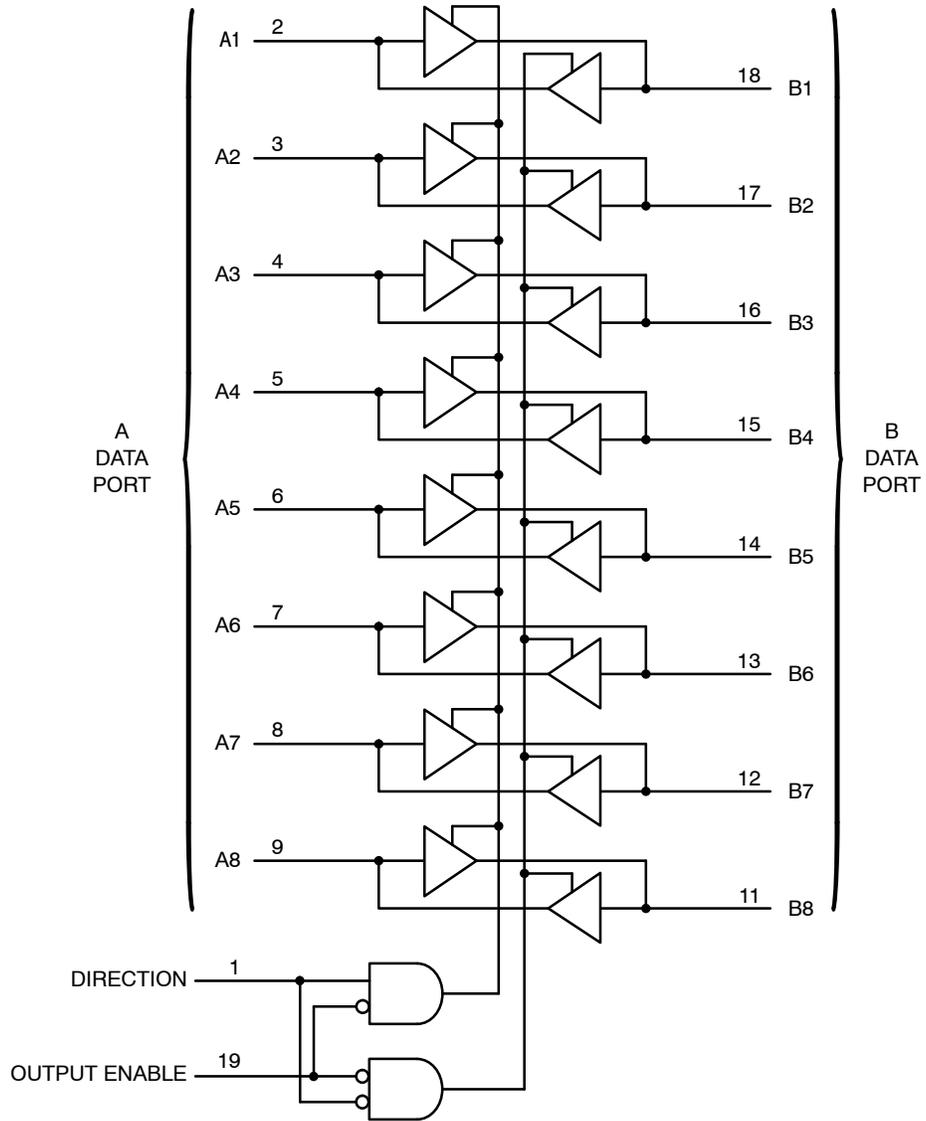 A1 2
18 B1
A2 3
17 B2
A3 4
16 B3
A4 5
15 B4
A
DATA
PORT
B
DATA
PORT
A5 6
14 B5
A6 7
13 B6
A7 8
12 B7
A8 9
11 B8
DIRECTION 1
OUTPUT ENABLE 19